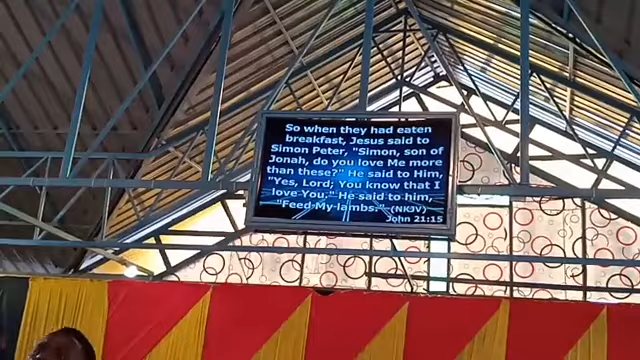 So when they had eaten
breakfast, Jesus said to
Simon Peter, "Simon, son of
Jonah, do you love Me more
than these?" He said to Him,
"Yes, Lord; You know that I
love You." He said to him,
"Feed My lambs." (NKJV)
John 21:15